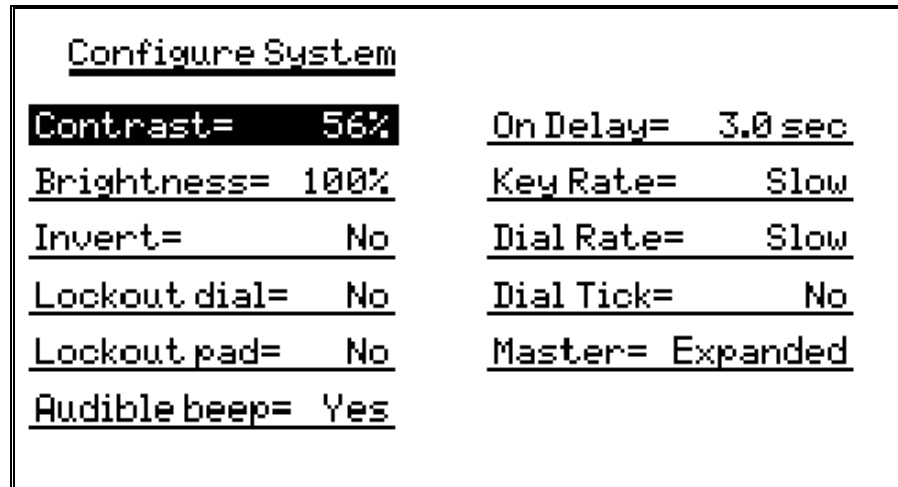 Configure System
Contrast= 56%
Brightness= 100%
Invert= No
Lockout dial= No
Lockout pad= No
Audible beep= Yes
On Delay= 3.0 sec
Key Rate= Slow
Dial Rate= Slow
Dial Tick= No
Master= Expanded